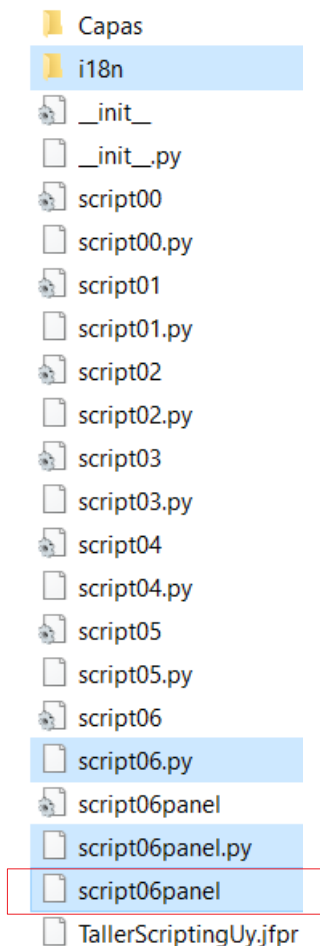 Capas
i18n
__init__
__init__.py
script00
script00.py
script01
script01.py
script02
script02.py
script03
script03.py
script04
script04.py
script05
script05.py
script06
script06.py
script06panel
script06panel.py
script06panel
TallerScriptingUy.jfpr